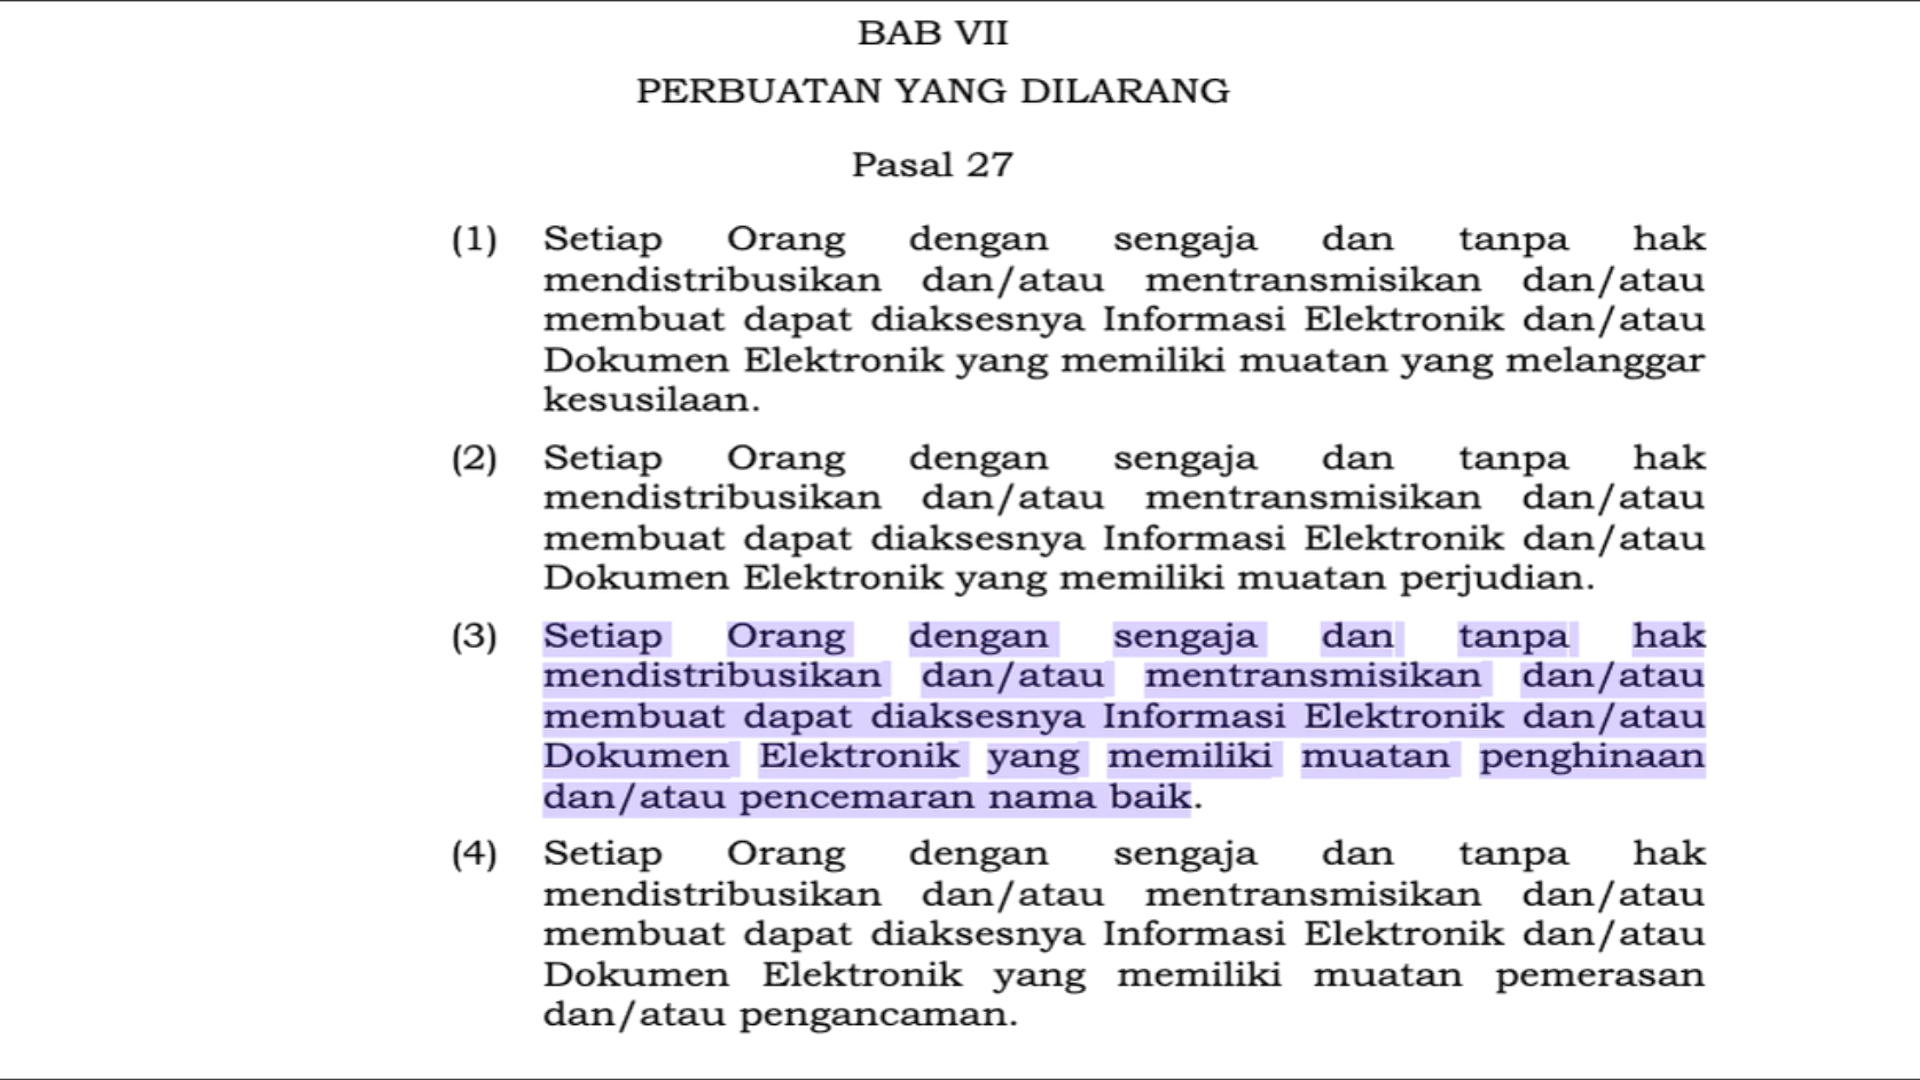 BAB VII
PERBUATAN YANG DILARANG
Pasal 27
(1) Setiap Orang dengan sengaja dan tanpa hak
mendistribusikan dan/atau mentransmisikan dan/atau
membuat dapat diaksesnya Informasi Elektronik dan/atau
Dokumen Elektronik yang memiliki muatan yang melanggar
kesusilaan.
(2) Setiap Orang dengan sengaja dan tanpa hak
mendistribusikan dan/atau mentransmisikan dan/atau
membuat dapat diaksesnya Informasi Elektronik dan/atau
Dokumen Elektronik yang memiliki muatan perjudian.
(3) Setiap Orang dengan sengaja dan tanpa hak
mendistribusikan dan/atau mentransmisikan dan/atau
membuat dapat diaksesnya Informasi Elektronik dan/atau
Dokumen Elektronik yang memiliki muatan penghinaan
dan/atau pencemaran nama baik.
(4) Setiap Orang dengan sengaja dan tanpa hak
mendistribusikan dan/atau mentransmisikan dan/atau
membuat dapat diaksesnya Informasi Elektronik dan/atau
Dokumen Elektronik yang memiliki muatan pemerasan
dan/atau pengancaman.